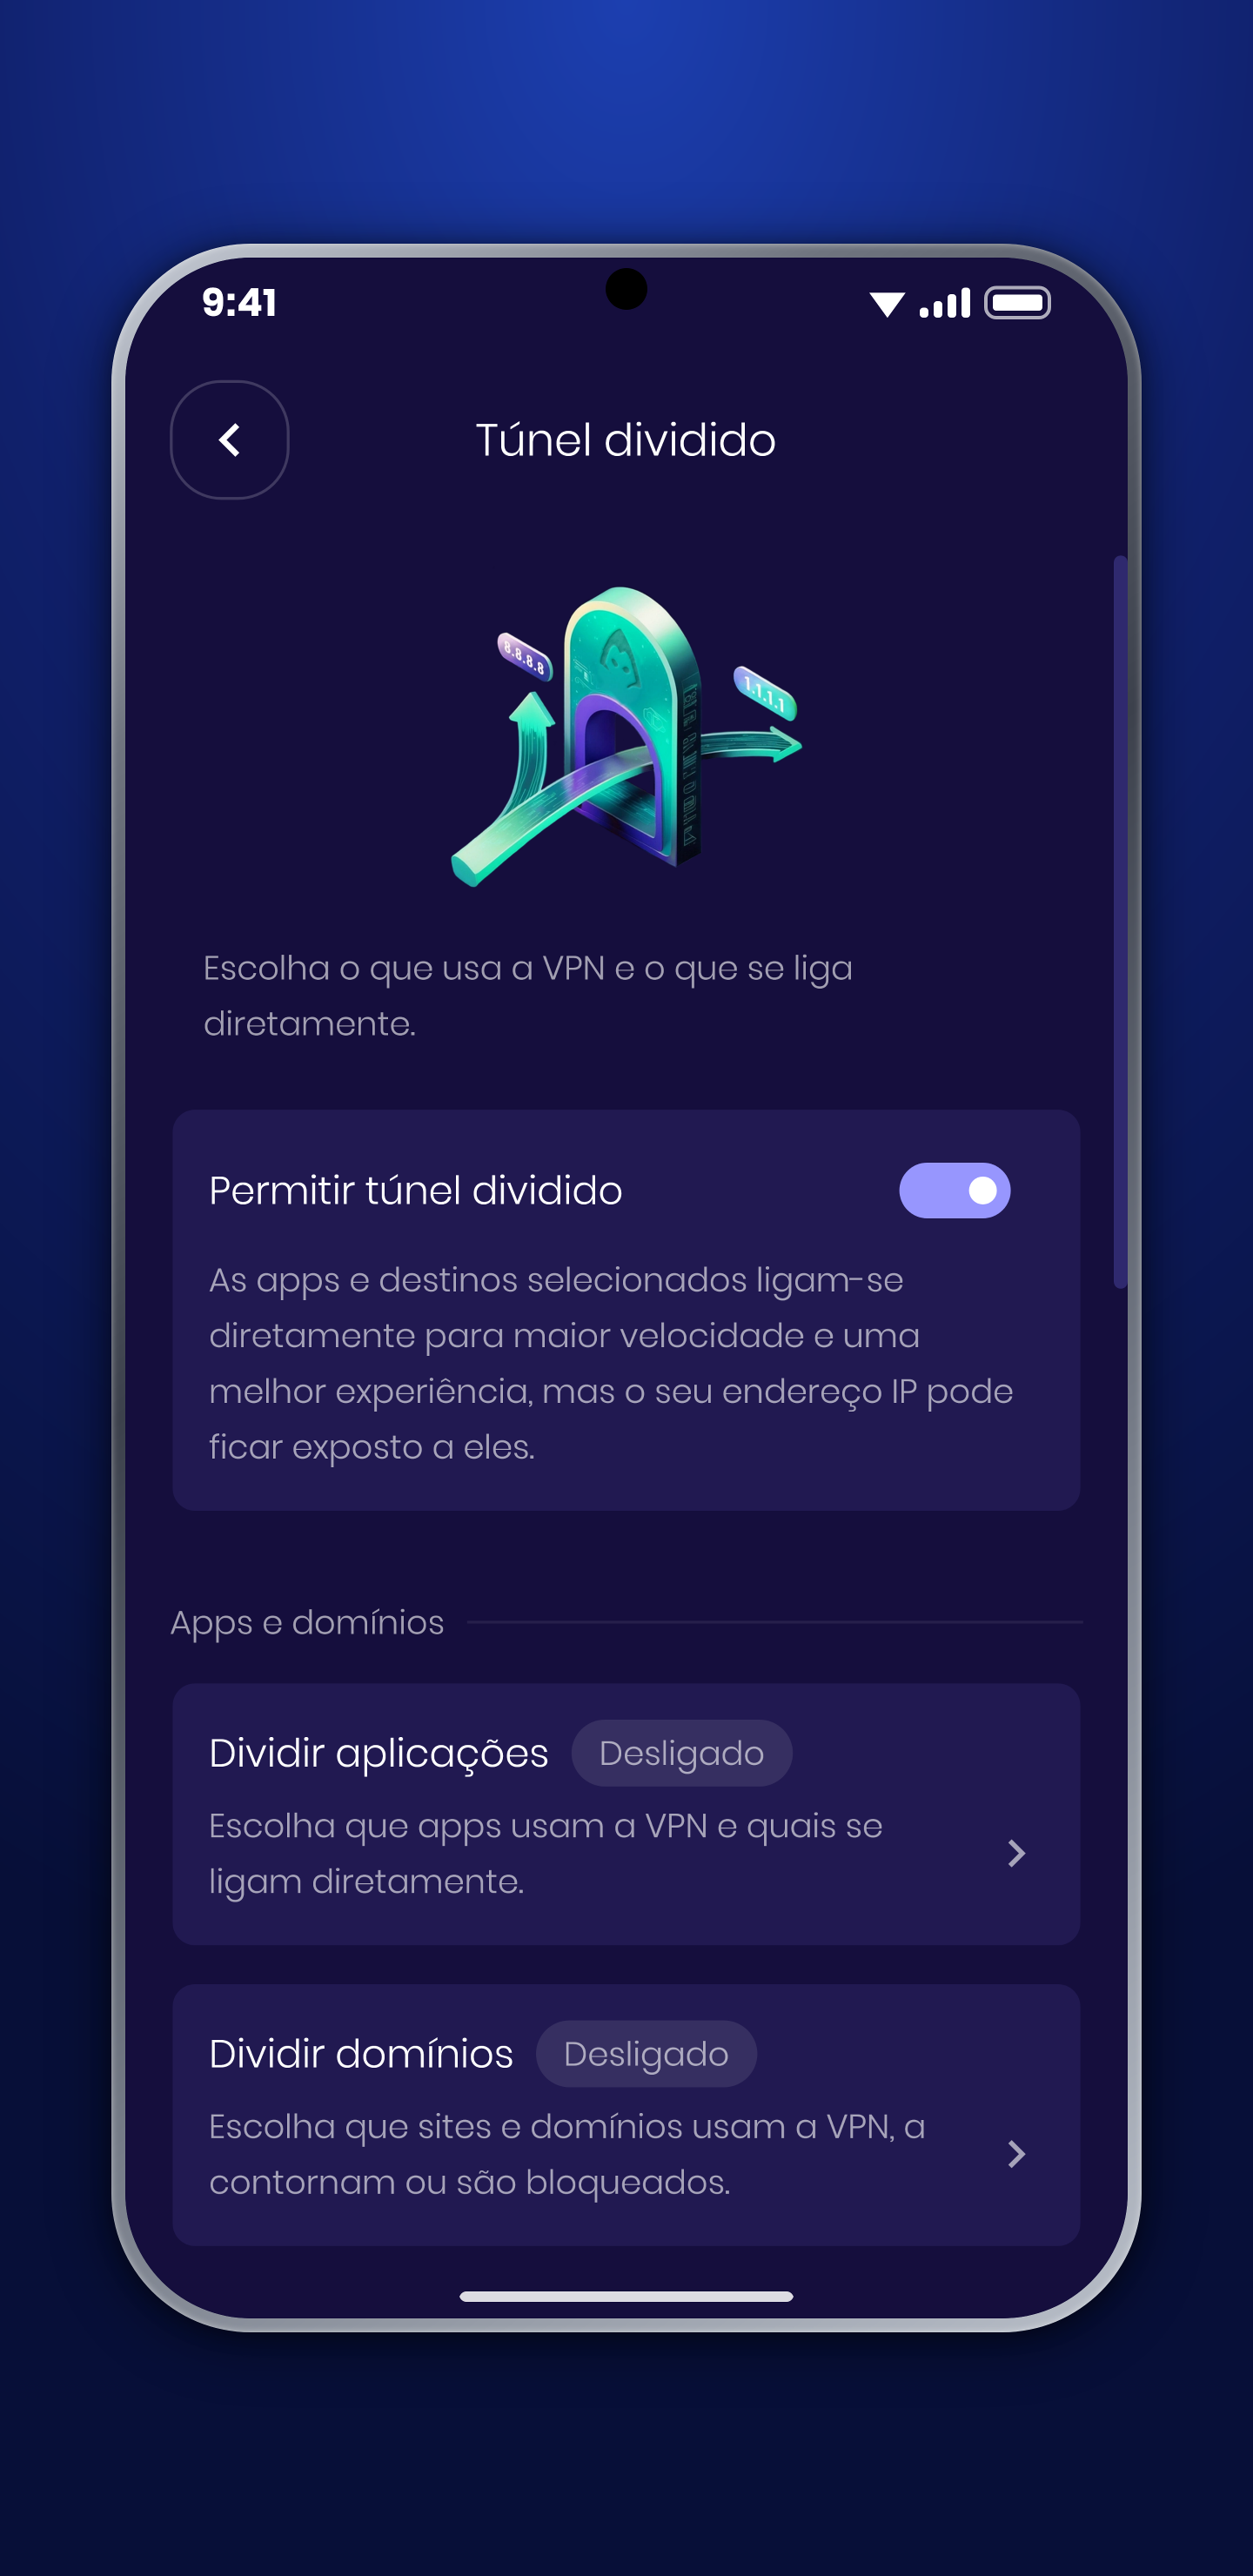 9:41
Túnel dividido
8.8.8.8
1.1.1.1
Escolha o que usa a VPN e o que se liga
diretamente.
Permitir túnel dividido
As apps e destinos selecionados ligam-se
diretamente para maior velocidade e uma
melhor experiência, mas o seu endereço IP pode
ficar exposto a eles.
Apps e domínios
Dividir aplicações
Desligado
Escolha que apps usam a VPN e quais se
ligam diretamente.
Dividir domínios
Desligado
Escolha que sites e domínios usam a VPN, a
contornam ou são bloqueados.